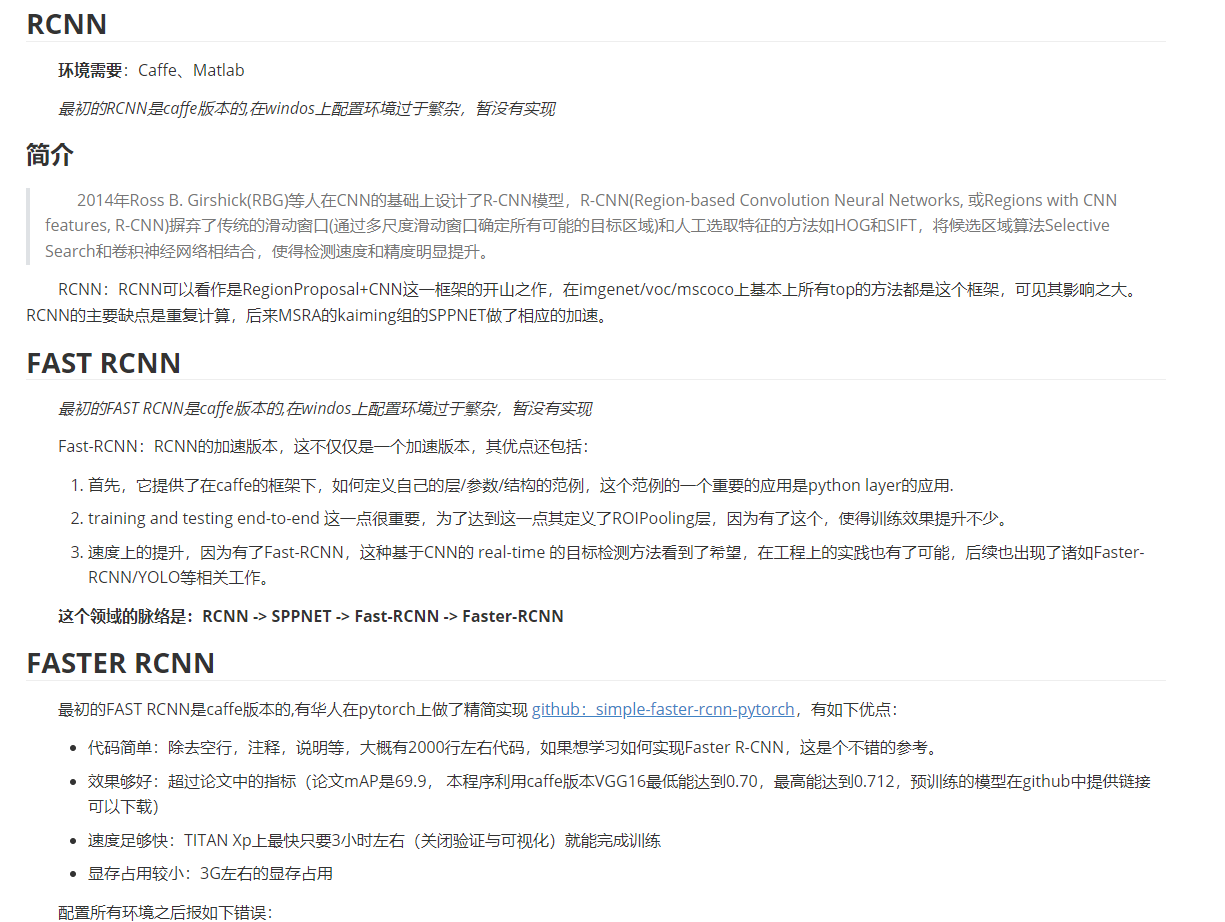 RCNN
环境需要：Caffe、Matlab
最初的RCNN是caffe版本的,在windos上配置环境过于繁杂，暂没有实现
简介
2014年Ross B. Girshick(RBG)等人在CNN的基础上设计了R-CNN模型，R-CNN(Region-based Convolution Neural Networks, 或Regions with CNN
features, R-CNN)摒弃了传统的滑动窗口(通过多尺度滑动窗口确定所有可能的目标区域)和人工选取特征的方法如HOG和SIFT，将候选区域算法Selective
Search和卷积神经网络相结合，使得检测速度和精度明显提升。
RCNN：RCNN可以看作是RegionProposal+CNN这一框架的开山之作，在imgenet/voc/mscoco上基本上所有top的方法都是这个框架，可见其影响之大。
RCNN的主要缺点是重复计算，后来MSRA的kaiming组的SPPNET做了相应的加速。
FAST RCNN
最初的FAST RCNN是caffe版本的,在windos上配置环境过于繁杂，暂没有实现
Fast-RCNN：RCNN的加速版本，这不仅仅是一个加速版本，其优点还包括：
1. 首先，它提供了在caffe的框架下，如何定义自己的层/参数/结构的范例，这个范例的一个重要的应用是python layer的应用.
2. training and testing end-to-end 这一点很重要，为了达到这一点其定义了ROIPooling层，因为有了这个，使得训练效果提升不少。
3. 速度上的提升，因为有了Fast-RCNN，这种基于CNN的 real-time 的目标检测方法看到了希望，在工程上的实践也有了可能，后续也出现了诸如Faster-
RCNN/YOLO等相关工作。
这个领域的脉络是：RCNN -> SPPNET -> Fast-RCNN -> Faster-RCNN
FASTER RCNN
最初的FAST RCNN是caffe版本的,有华人在pytorch上做了精简实现 github：simple-faster-rcnn-pytorch，有如下优点：
• 代码简单：除去空行，注释，说明等，大概有2000行左右代码，如果想学习如何实现Faster R-CNN，这是个不错的参考。
• 效果够好：超过论文中的指标（论文mAP是69.9， 本程序利用caffe版本VGG16最低能达到0.70，最高能达到0.712，预训练的模型在github中提供链接
可以下载）
• 速度足够快：TITAN Xp上最快只要3小时左右（关闭验证与可视化）就能完成训练
• 显存占用较小：3G左右的显存占用
配置所有环境之后报如下错误：